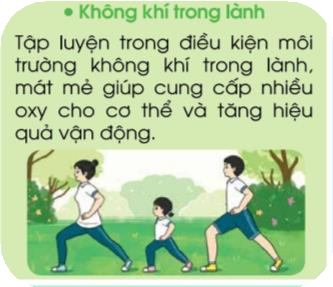 • Không khí trong lành
Tập luyện trong điều kiện môi
trường không khí trong lành,
mát mẻ giúp cung cấp nhiều
oxy cho cơ thể và tăng hiệu
quả vận động.